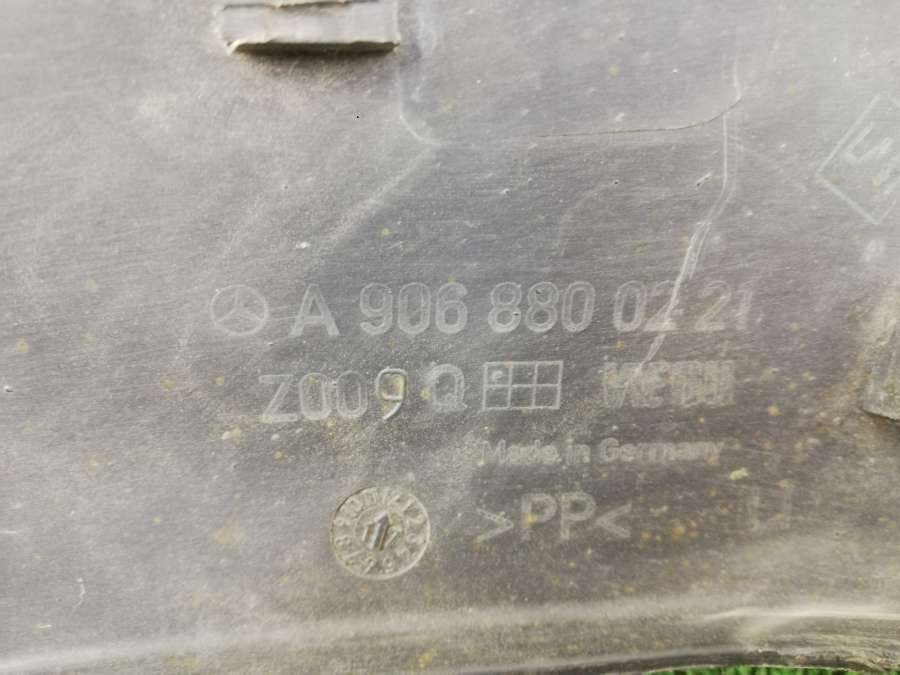 A 906 880 02 21
Z009 Q
Made in Germany
>PP<